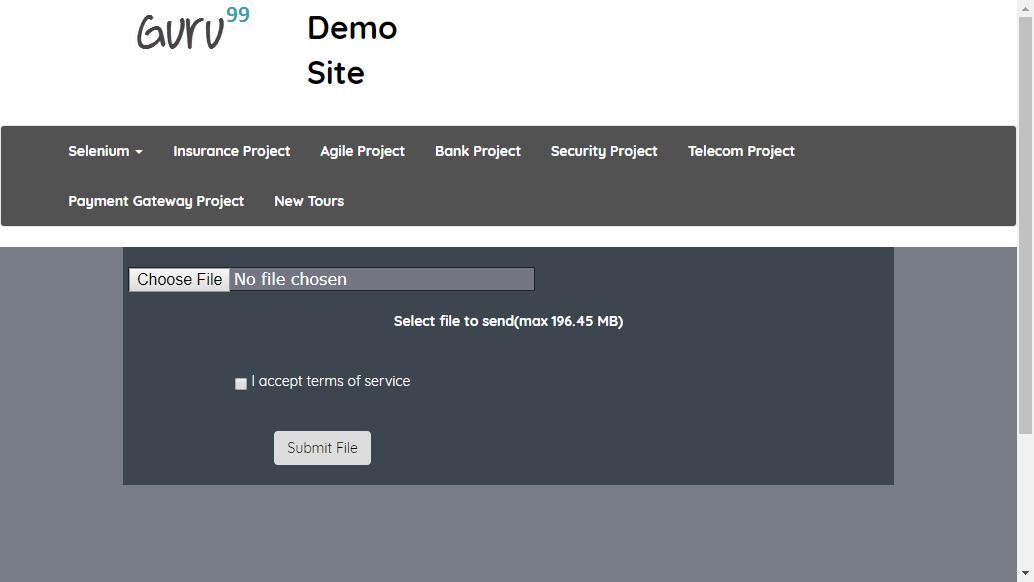 Guru99
Demo
Site
Selenium Insurance Project Agile Project Bank Project Security Project Telecom Project
Payment Gateway Project New Tours
Choose File No file chosen
Select file to send(max 196.45 MB)
I accept terms of service
Submit File